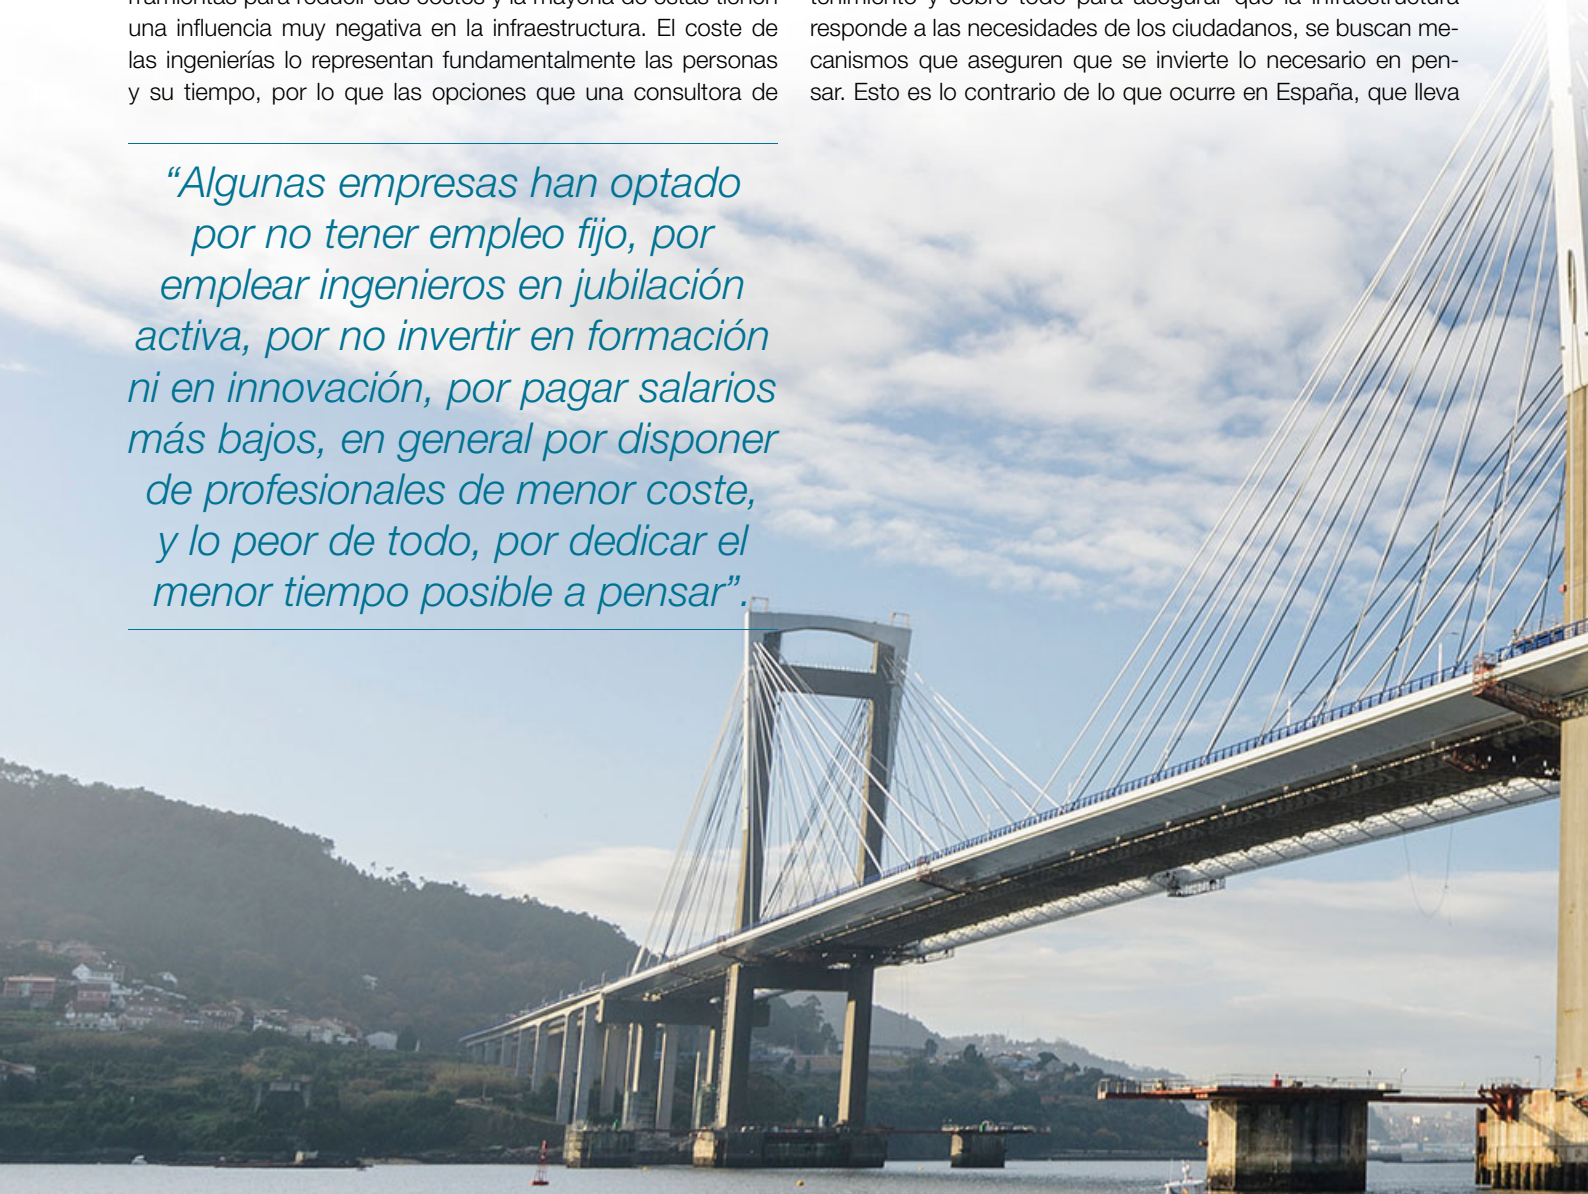 una influencia muy negativa en la infraestructura. El coste de
las ingenierías lo representan fundamentalmente las personas
y su tiempo, por lo que las opciones que una consultora de
“Algunas empresas han optado
por no tener empleo fijo, por
emplear ingenieros en jubilación
activa, por no invertir en formación
ni en innovación, por pagar salarios
más bajos, en general por disponer
de profesionales de menor coste,
y lo peor de todo, por dedicar el
menor tiempo posible a pensar”.
responde a las necesidades de los ciudadanos, se buscan me-
canismos que aseguren que se invierte lo necesario en pen-
sar. Esto es lo contrario de lo que ocurre en España, que lleva